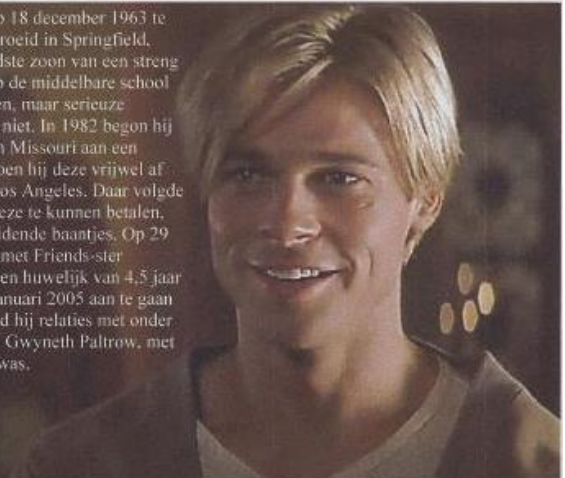 18 december 1963 te
roeid in Springfield,
dste zoon van een streng
de middelbare school
en, maar serieuze
niet. In 1982 begon hij
Missouri aan een
oen hij deze vrijwel af
os Angeles. Daar volgde
eze te kunnen betalen,
idende baantjes. Op 29
met Friends-ster
en huwelijk van 4,5 jaar
anuari 2005 aan te gaan
d hij relaties met onder
Gwyneth Paltrow, met
was.